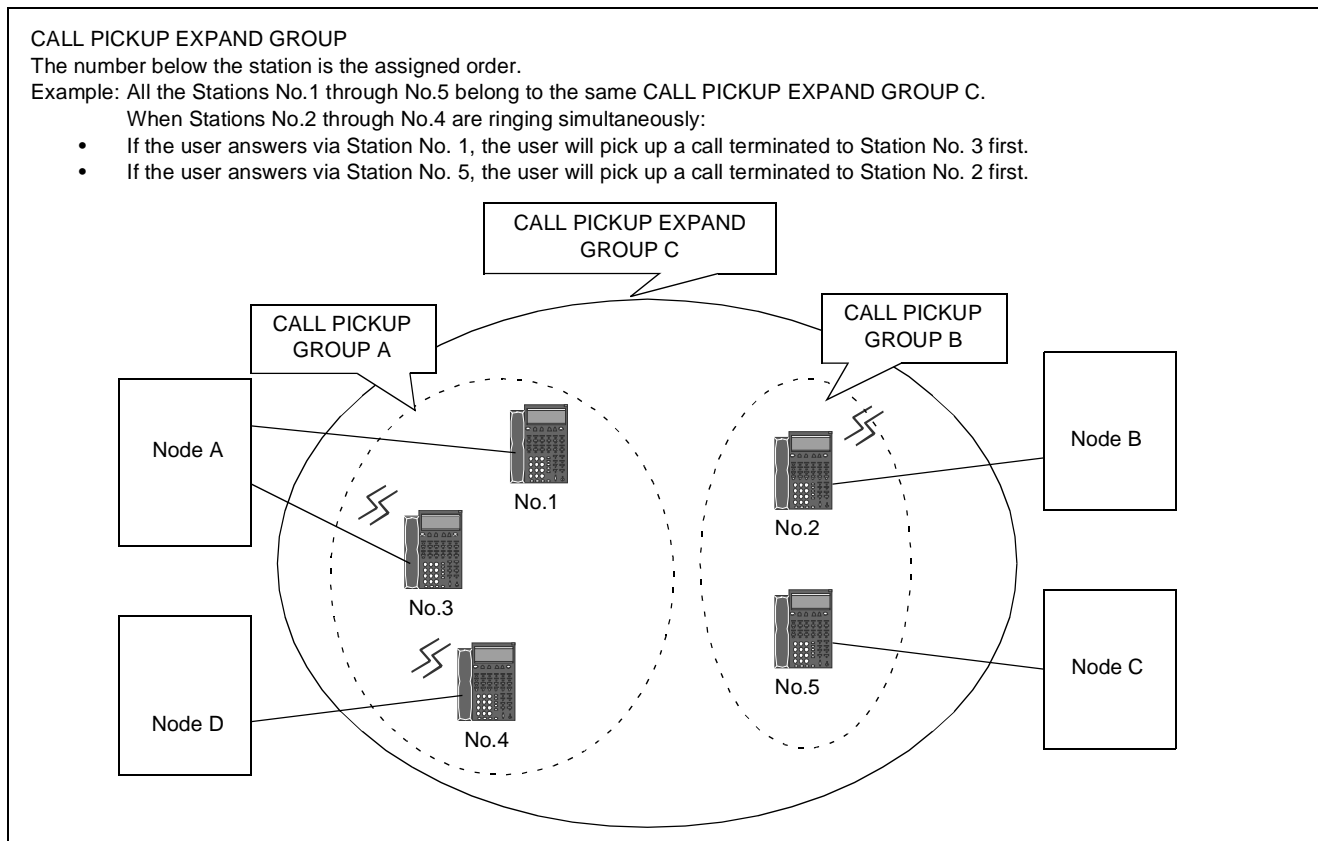 CALL PICKUP EXPAND GROUP
The number below the station is the assigned order.
Example: All the Stations No.1 through No.5 belong to the same CALL PICKUP EXPAND GROUP C.
When Stations No.2 through No.4 are ringing simultaneously:
• If the user answers via Station No. 1, the user will pick up a call terminated to Station No. 3 first.
• If the user answers via Station No. 5, the user will pick up a call terminated to Station No. 2 first.
CALL PICKUP EXPAND
GROUP C
CALL PICKUP
GROUP A
CALL PICKUP
GROUP B
Node A
No.1
No.2
Node B
No.3
No.4
Node D
No.5
Node C